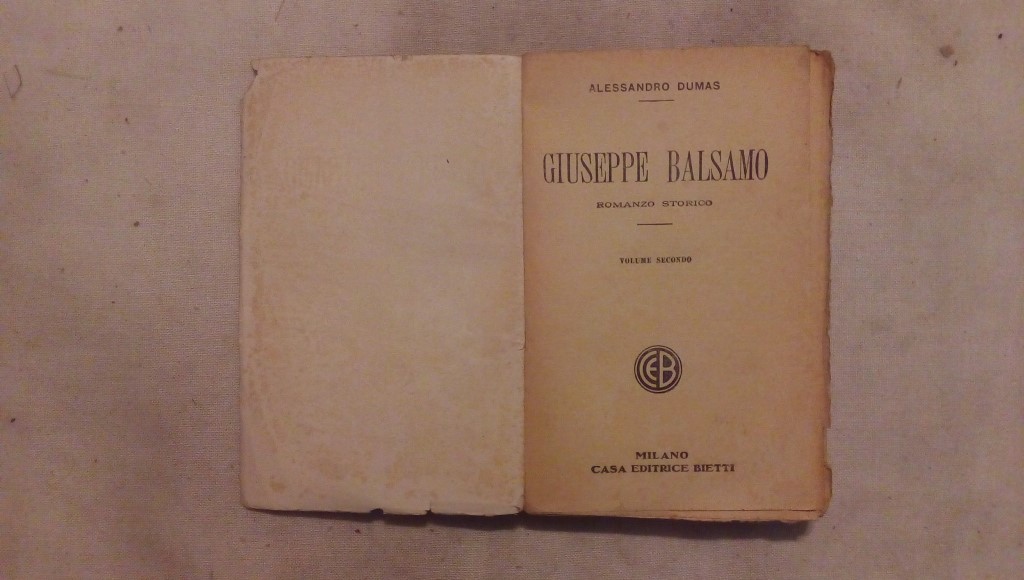 ALESSANDRO DUMAS
GIUSEPPE BALSAMO
ROMANZO STORICO
VOLUME SECONDO
CEB
MILANO
CASA EDITRICE BIETTI